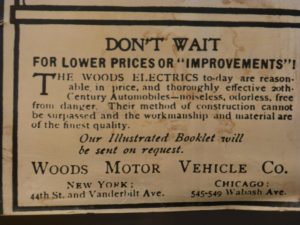 DON'T WAIT
FOR LOWER PRICES OR "IMPROVEMENTS"!
THE WOODS ELECTRICS to-day are reason-
able in price, and thoroughly effective 20th-
Century Automobiles—noiseless, odorless, free
from danger. Their method of construction cannot
be surpassed and the workmanship and material are
of the finest quality.
Our Illustrated Booklet will
be sent on request.
WOODS MOTOR VEHICLE CO.
NEW YORK: CHICAGO:
44th St. and Vanderbilt Ave. 545-549 Wabash Ave.